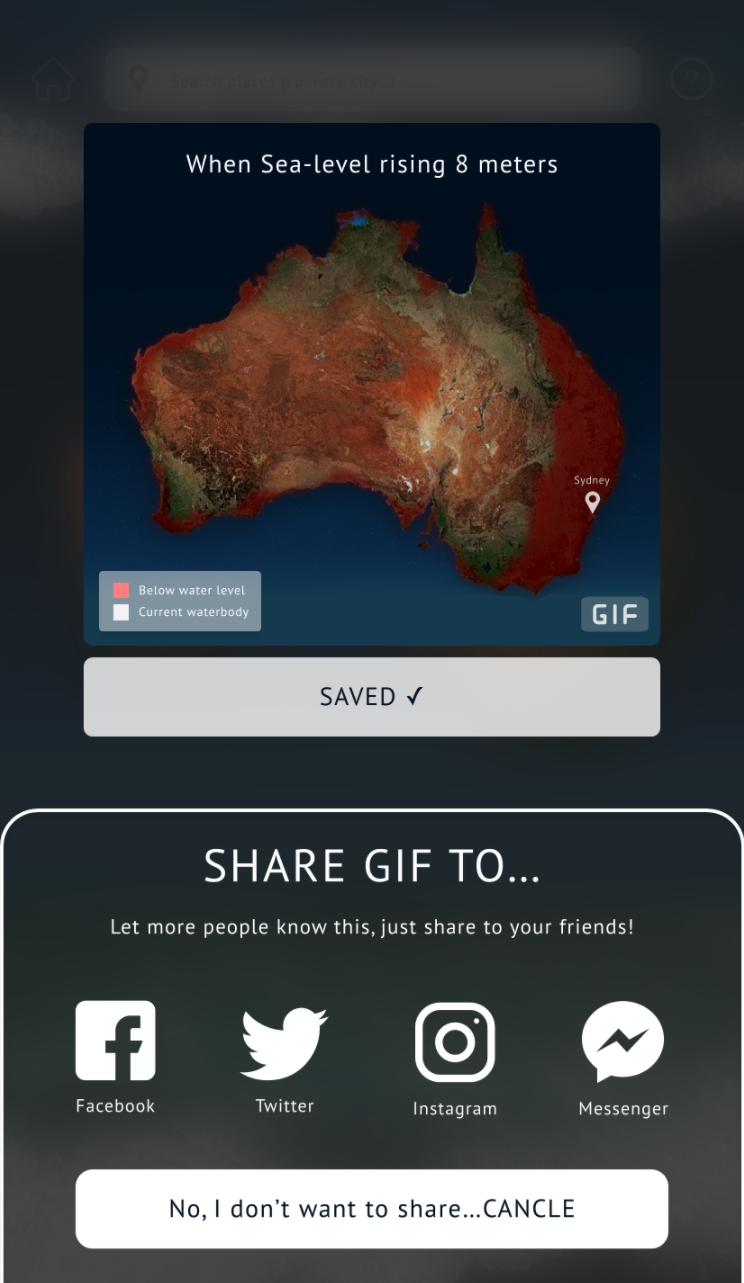 Search places (country, city...)
When Sea-level rising 8 meters
Sydney
Below water level
Current waterbody
GIF
SAVED ✓
SHARE GIF TO...
Let more people know this, just share to your friends!
Facebook
Twitter
Instagram
Messenger
No, I don't want to share...CANCLE